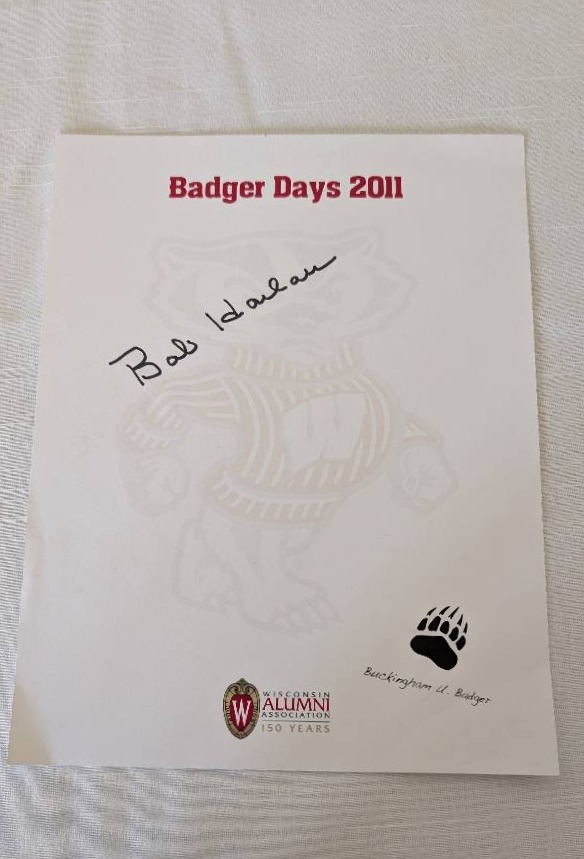 Badger Days 2011
Bob Harlan
W
Buckingham U. Badger
W
WISCONSIN
ALUMNI
ASSOCIATION
150 YEARS